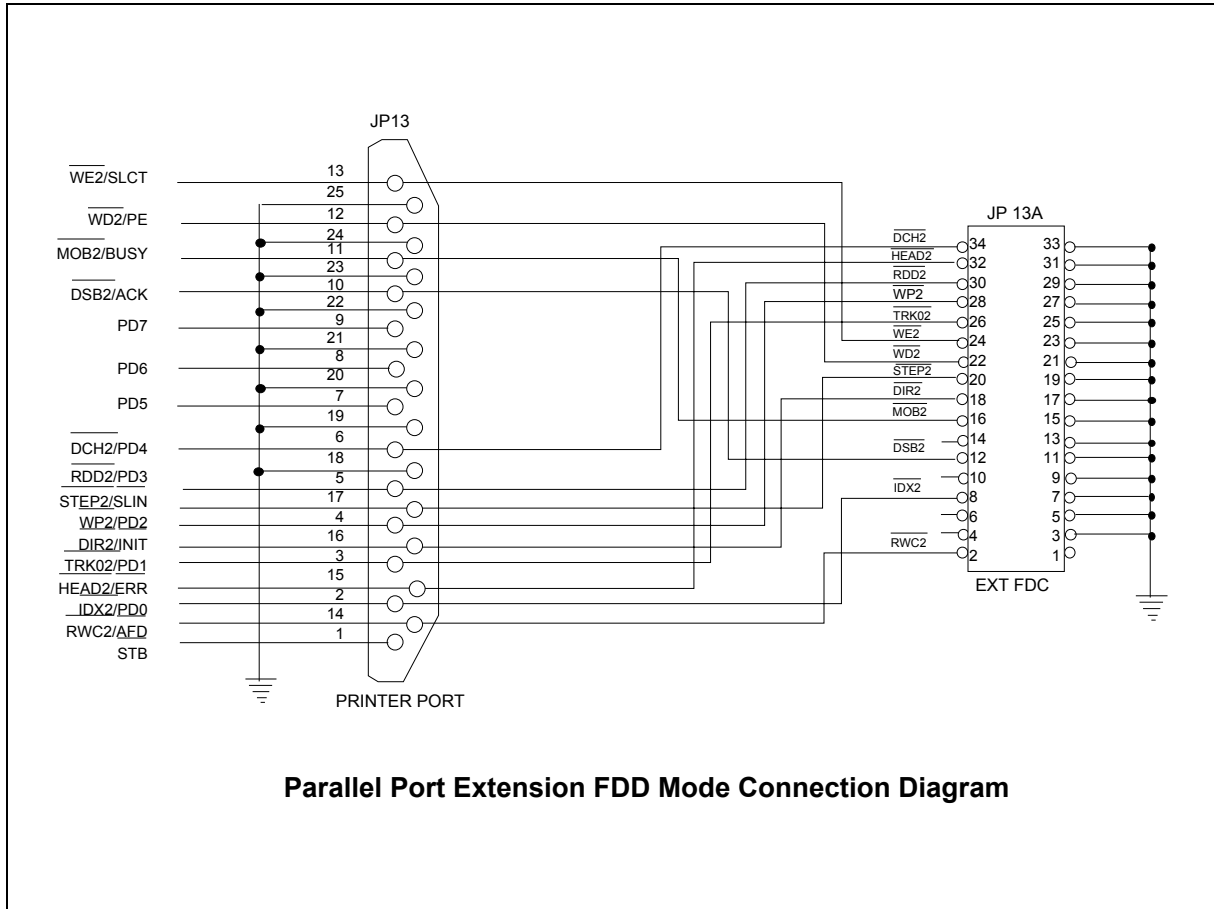 JP13
WE2/SLCT
WD2/PE
MOB2/BUSY
DSB2/ACK
PD7
PD6
PD5
DCH2/PD4
RDD2/PD3
STEP2/SLIN
WP2/PD2
DIR2/INIT
TRK02/PD1
HEAD2/ERR
IDX2/PD0
RWC2/AFD
STB
13
25
12
24
11
23
10
22
9
21
8
20
7
19
6
18
5
17
4
16
3
15
2
14
1
PRINTER PORT
JP 13A
DCH2
HEAD2
RDD2
WP2
TRK02
WE2
WD2
STEP2
DIR2
MOB2
DSB2
IDX2
RWC2
34 33
32 31
30 29
28 27
26 25
24 23
22 21
20 19
18 17
16 15
14 13
12 11
10 9
8 7
6 5
4 3
2 1
EXT FDC
Parallel Port Extension FDD Mode Connection Diagram